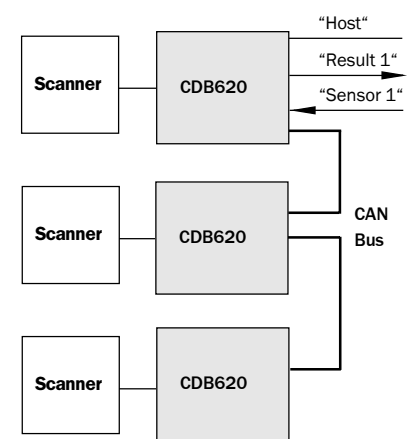 “Host“
“Result 1“
Scanner
CDB620
“Sensor 1“
Scanner
CDB620
CAN
Bus
Scanner
CDB620